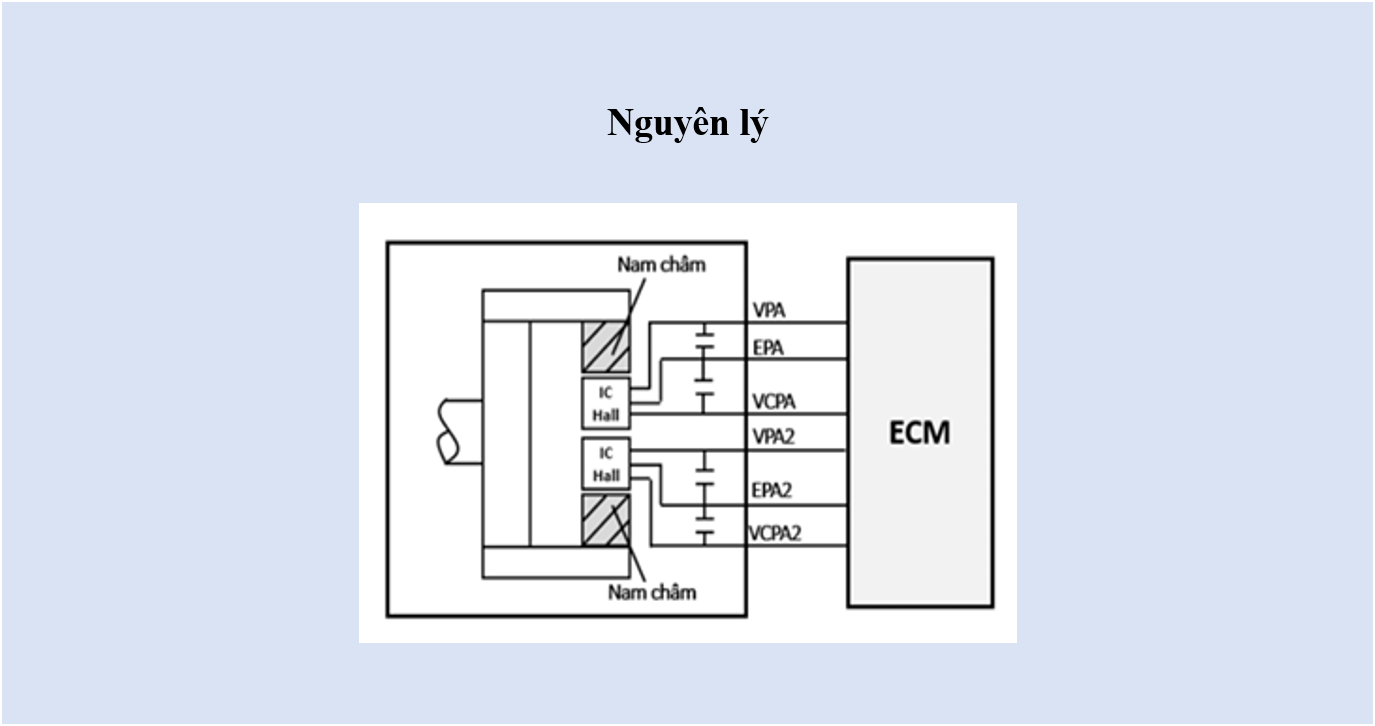 Nguyên lý
Nam châm
VPA
EPA
IC
Hall
VCPA
VPA2
ECM
IC
Hall
EPA2
VCPA2
Nam châm